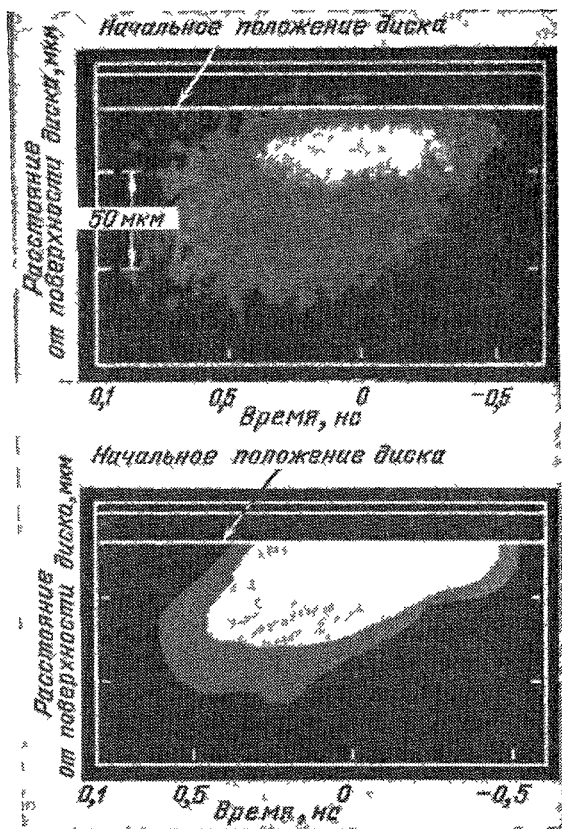 Начальное положение диска
Расстояние
от поверхности диска, мкм
50 мкм
0,1 0,5 0 -0,5
Время, нс
Начальное положение диска
Расстояние
от поверхности диска, мкм
0,1 0,5 0 -0,5
Время, нс